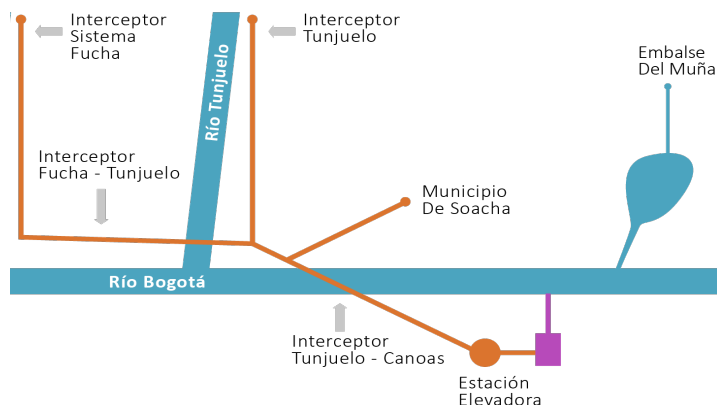 Interceptor
Sistema
Fucha
Interceptor
Tunjuelo
Río Tunjuelo
Embalse
Del Muña
Interceptor
Fucha - Tunjuelo
Municipio
De Soacha
Río Bogotá
Interceptor
Tunjuelo - Canoas
Estación
Elevadora